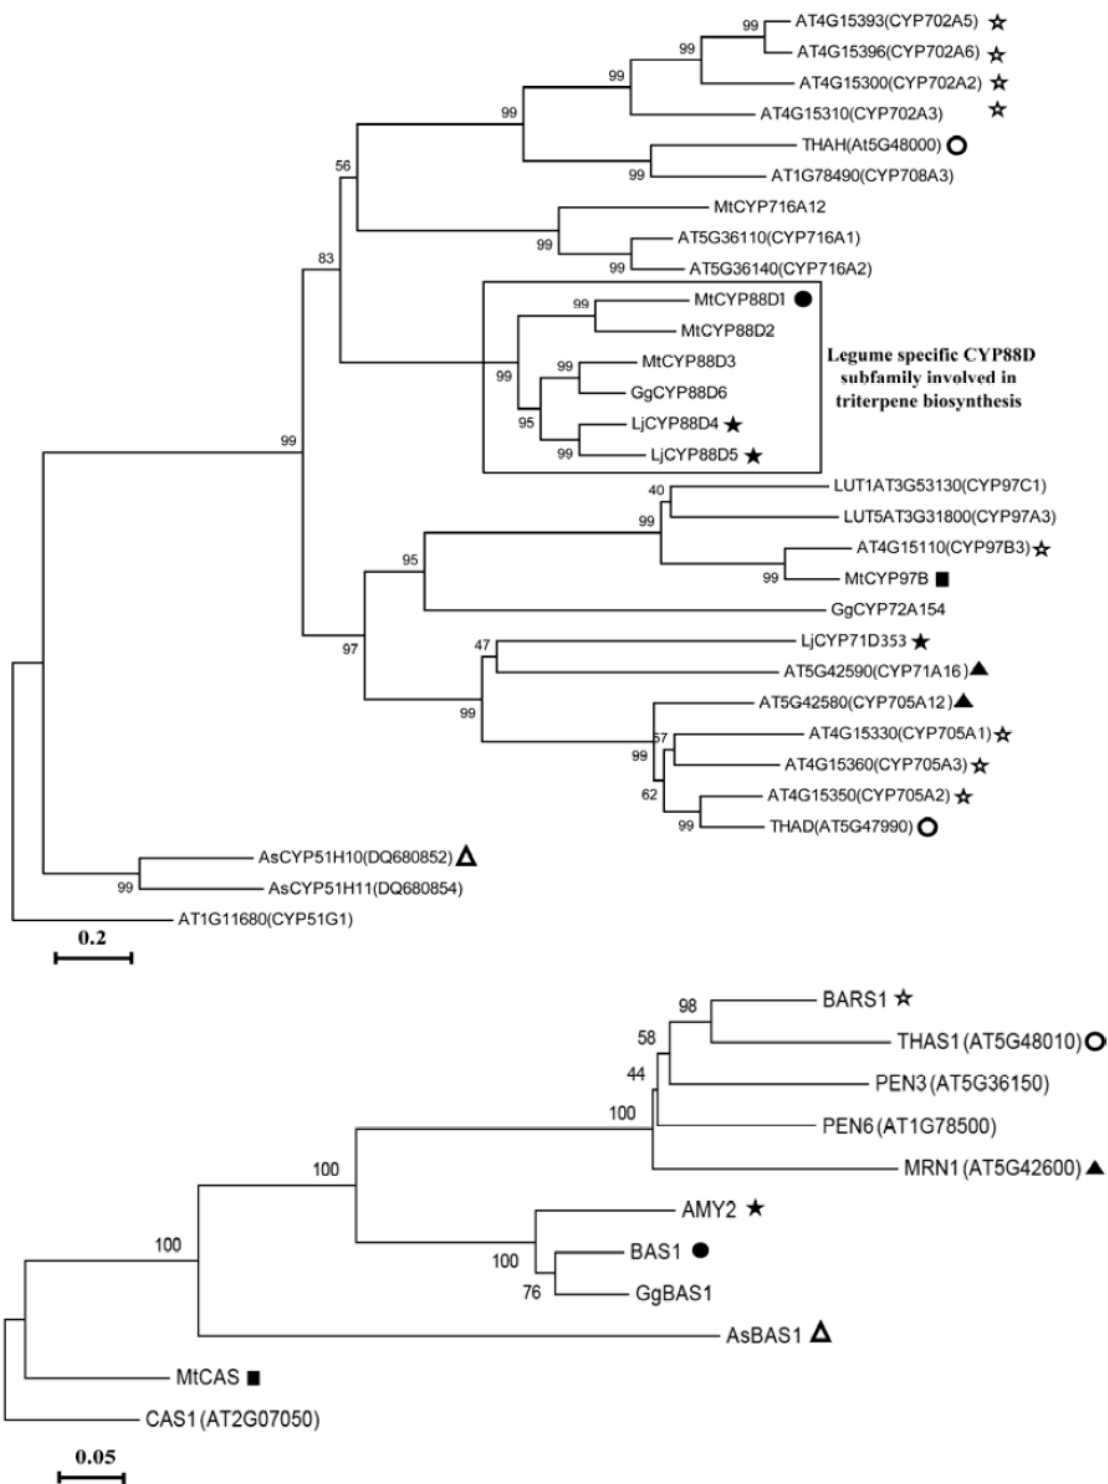 AT4G15393(CYP702A5) ☆
99
AT4G15396(CYP702A6) ☆
99
AT4G15300(CYP702A2) ☆
99
AT4G15310(CYP702A3) ☆
99
THAH(At5G48000)
99
AT1G78490(CYP708A3)
56
MtCYP716A12
AT5G36110(CYP716A1)
99
99
AT5G36140(CYP716A2)
83
MtCYP88D1
99
MtCYP88D2
MtCYP88D3
99
99
GgCYP88D6
Legume specific CYP88D
subfamily involved in
triterpene biosynthesis
LjCYP88D4 ★
95
99
LjCYP88D5 ★
99
LUT1AT3G53130(CYP97C1)
40
LUT5AT3G31800(CYP97A3)
99
AT4G15110(CYP97B3) ☆
99
MtCYP97B ■
95
GgCYP72A154
97
LjCYP71D353 ★
47
AT5G42590(CYP71A16) ▲
99
AT5G42580(CYP705A12) ▲
57
AT4G15330(CYP705A1) ☆
99
AT4G15360(CYP705A3) ☆
62
AT4G15350(CYP705A2) ☆
99
THAD(AT5G47990)
AsCYP51H10(DQ680852)
99
AsCYP51H11(DQ680854)
AT1G11680(CYP51G1)
0.2
BARS1 ☆
98
THAS1(AT5G48010)
58
PEN3(AT5G36150)
44
PEN6(AT1G78500)
100
MRN1(AT5G42600) ▲
100
AMY2 ★
BAS1
100
76
GgBAS1
100
AsBAS1
MtCAS ■
CAS1(AT2G07050)
0.05